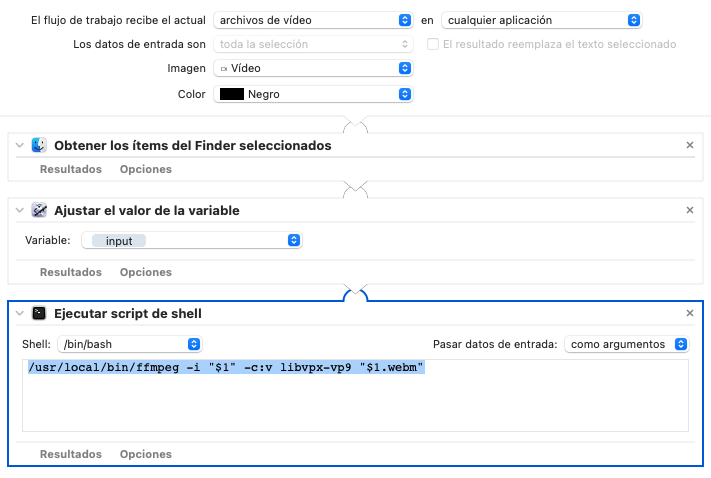 El flujo de trabajo recibe el actual archivos de vídeo en cualquier aplicación
Los datos de entrada son toda la selección El resultado reemplaza el texto seleccionado
Imagen Vídeo
Color Negro
Obtener los ítems del Finder seleccionados
Resultados Opciones
Ajustar el valor de la variable
Variable: input
Resultados Opciones
Ejecutar script de shell
Shell: /bin/bash Pasar datos de entrada: como argumentos
/usr/local/bin/ffmpeg -i "$1" -c:v libvpx-vp9 "$1.webm"
Resultados Opciones